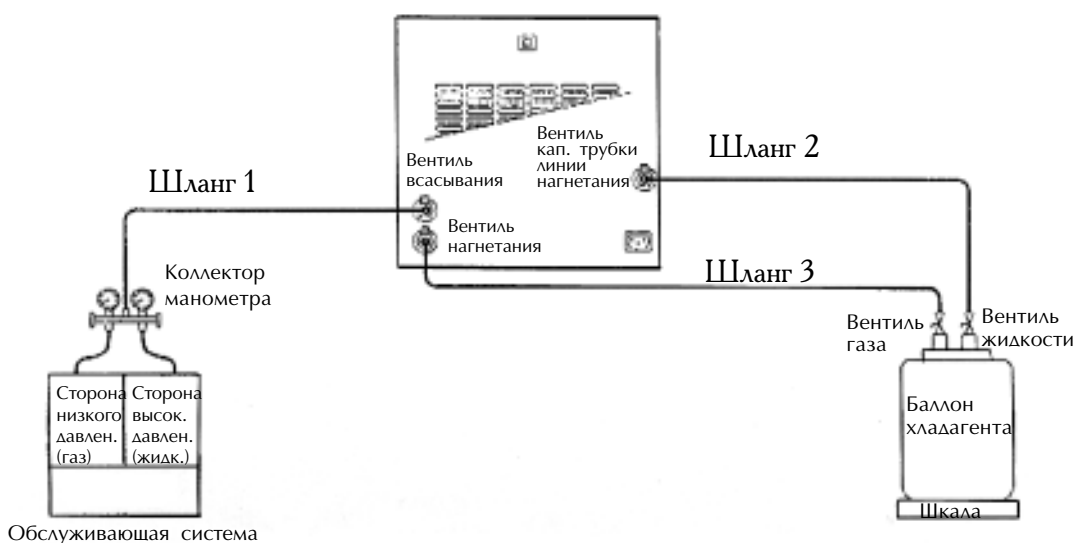 Вентиль
кап. трубки
линии
нагнетания
Вентиль
всасывания
Шланг 2
Шланг 1
Вентиль
нагнетания
Шланг 3
Коллектор
манометра
Вентиль
газа
Вентиль
жидкости
Сторона
низкого
давлен.
(газ)
Сторона
высок.
давлен.
(жидк.)
Баллон
хладагента
Шкала
Обслуживающая система